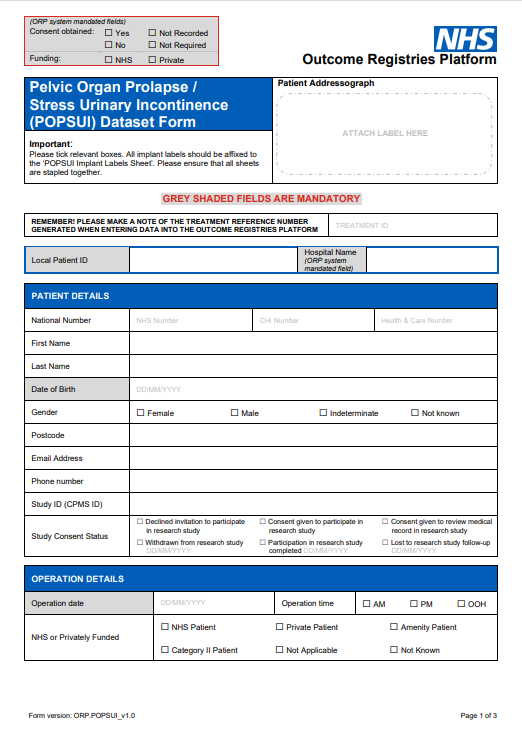 (ORP system mandated fields)
Consent obtained: ☐ Yes ☐ Not Recorded
☐ No ☐ Not Required
Funding: ☐ NHS ☐ Private
NHS
Outcome Registries Platform
Pelvic Organ Prolapse /
Stress Urinary Incontinence
(POPSUI) Dataset Form
Important:
Please tick relevant boxes. All implant labels should be affixed
to the 'POPSUI Implant Labels Sheet'. Please ensure that all sheets
are stapled together.
Patient Addressograph
ATTACH LABEL HERE
GREY SHADED FIELDS ARE MANDATORY
REMEMBER! PLEASE MAKE A NOTE OF THE TREATMENT REFERENCE NUMBER
GENERATED WHEN ENTERING DATA INTO THE OUTCOME REGISTRIES PLATFORM
TREATMENT ID
Local Patient ID
Hospital Name
(ORP system
mandated field)
PATIENT DETAILS
National Number NHS Number CHI Number Health & Care Number
First Name
Last Name
Date of Birth DD/MM/YYYY
Gender ☐ Female ☐ Male ☐ Indeterminate ☐ Not known
Postcode
Email Address
Phone number
Study ID (CPMS ID)
Study Consent Status
☐ Declined invitation to participate
in research study
☐ Consent given to participate in
research study
☐ Consent given to review medical
record in research study
☐ Withdrawn from research study
DD/MM/YYYY
☐ Participation in research study
completed DD/MM/YYYY
☐ Lost to research study follow-up
DD/MM/YYYY
OPERATION DETAILS
Operation date DD/MM/YYYY Operation time ☐ AM ☐ PM ☐ OOH
NHS or Privately Funded
☐ NHS Patient ☐ Private Patient ☐ Amenity Patient
☐ Category II Patient ☐ Not Applicable ☐ Not Known
Form version: ORP.POPSUI_v1.0 Page 1 of 3